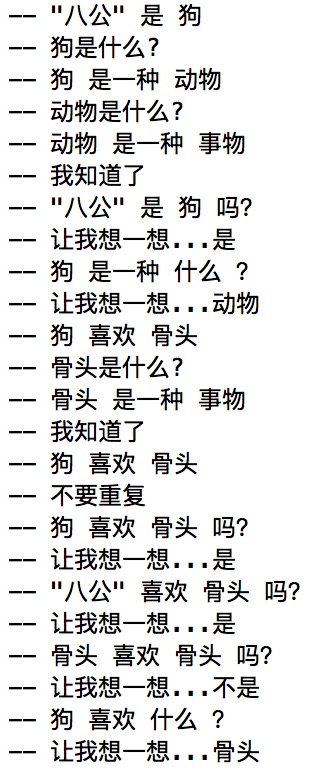 -- "八公" 是 狗
-- 狗是什么?
-- 狗 是一种 动物
-- 动物是什么?
-- 动物 是一种 事物
-- 我知道了
-- "八公" 是 狗 吗?
-- 让我想一想...是
-- 狗 是一种 什么 ?
-- 让我想一想...动物
-- 狗 喜欢 骨头
-- 骨头是什么?
-- 骨头 是一种 事物
-- 我知道了
-- 狗 喜欢 骨头
-- 不要重复
-- 狗 喜欢 骨头 吗?
-- 让我想一想...是
-- "八公" 喜欢 骨头 吗?
-- 让我想一想...是
-- 骨头 喜欢 骨头 吗?
-- 让我想一想...不是
-- 狗 喜欢 什么 ?
-- 让我想一想...骨头